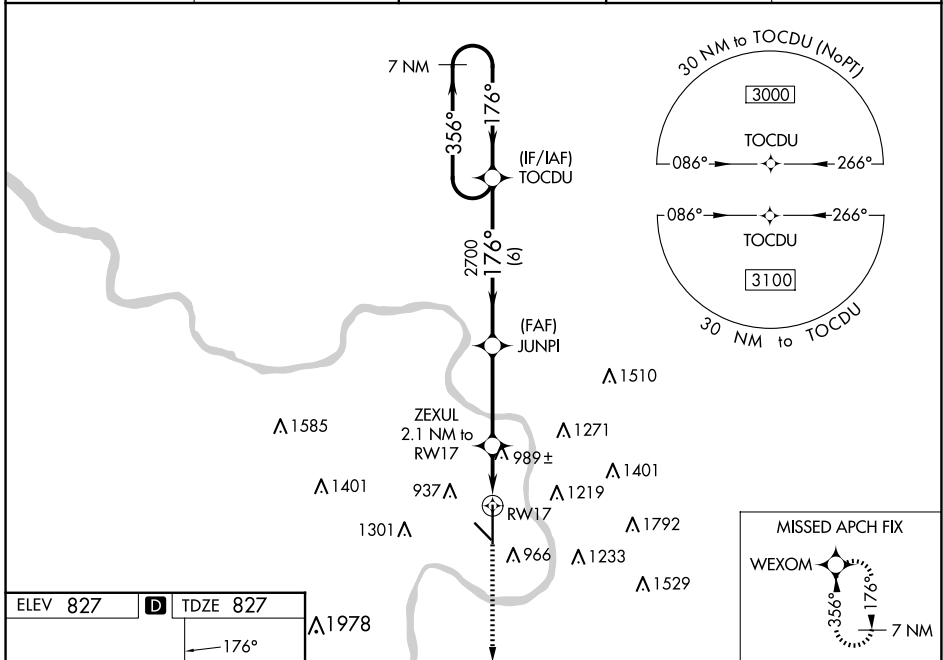 30 NM to TOCDU (NoPT)
3000
TOCDU
086°
266°
086°
266°
TOCDU
3100
30 NM to TOCDU
7 NM
356°
176°
(IF/IAF)
TOCDU
2700
176°
(6)
(FAF)
JUNPI
1510
1585
ZEXUL
2.1 NM to
RW17
1271
989±
1401
1401
937
1219
RW17
1301
1792
966
1233
1529
MISSED APCH FIX
WEXOM
356°
176°
7 NM
ELEV 827
D
TDZE 827
176°
1978